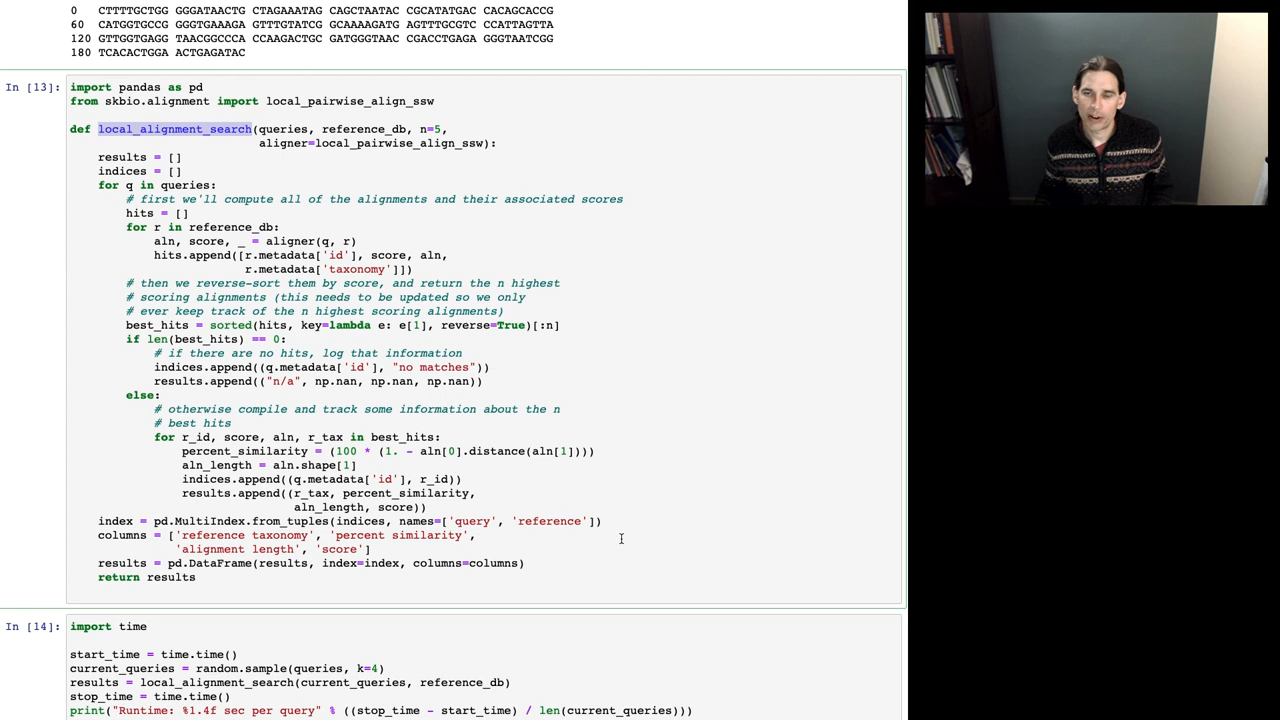 0 CTTTTGCTGG GGGATAACTG CTAGAAATAG CAGCTAATAC CGCATATGAC CACAGCACCG
60 CATGGTGCCG GGGTGAAAGA GTTTGTAGCG GCAAAAGATG AGTTTGCGTC CCATTAGTTA
120 GTTGGTGAGG TAACGGCCCA CCAAGACTGC GATGGGTAAC CGACCTGAGA GGGTAATCGG
180 TCACACTGGA ACTGAGATAC
In [13]: import pandas as pd
from skbio.alignment import local_pairwise_align_ssw
def local_alignment_search(queries, reference_db, n=5,
aligner=local_pairwise_align_ssw):
results = []
indices = []
for q in queries:
# first we'll compute all of the alignments and their associated scores
hits = []
for r in reference_db:
aln, score, _ = aligner(q, r)
hits.append([r.metadata['id'], score, aln,
r.metadata['taxonomy']])
# then we reverse-sort them by score, and return the n highest
# scoring alignments (this needs to be updated so we only
# ever keep track of the n highest scoring alignments)
best_hits = sorted(hits, key=lambda e: e[1], reverse=True)[:n]
if len(best_hits) == 0:
# if there are no hits, log that information
indices.append((q.metadata['id'], "no matches"))
results.append(("n/a", np.nan, np.nan, np.nan))
else:
# otherwise compile and track some information about the n
# best hits
for r_id, score, aln, r_tax in best_hits:
percent_similarity = (100 * (1. - aln[0].distance(aln[1])))
aln_length = aln.shape[1]
indices.append((q.metadata['id'], r_id))
results.append((r_tax, percent_similarity,
aln_length, score))
index = pd.MultiIndex.from_tuples(indices, names=['query', 'reference'])
columns = ['reference taxonomy', 'percent similarity',
'alignment length', 'score']
results = pd.DataFrame(results, index=index, columns=columns)
return results
In [14]: import time
start_time = time.time()
current_queries = random.sample(queries, k=4)
results = local_alignment_search(current_queries, reference_db)
stop_time = time.time()
print("Runtime: %1.4f sec per query" % ((stop_time - start_time) / len(current_queries)))